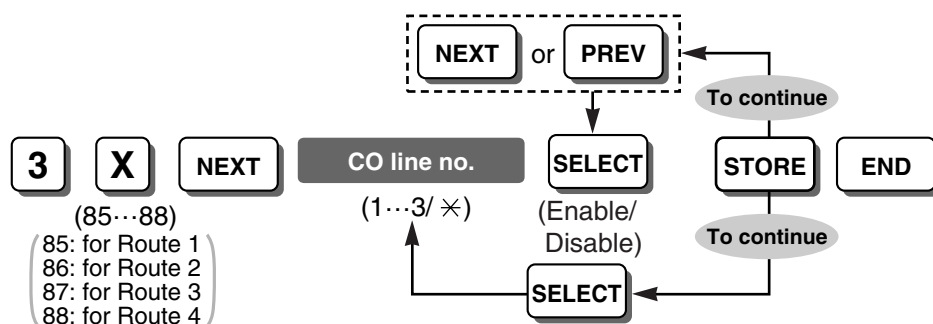 NEXT or PREV
To continue
3 X NEXT CO line no. SELECT STORE END
(85···88)
(1···3/ ✳)
(Enable/
Disable)
To continue
85: for Route 1
86: for Route 2
87: for Route 3
88: for Route 4
SELECT